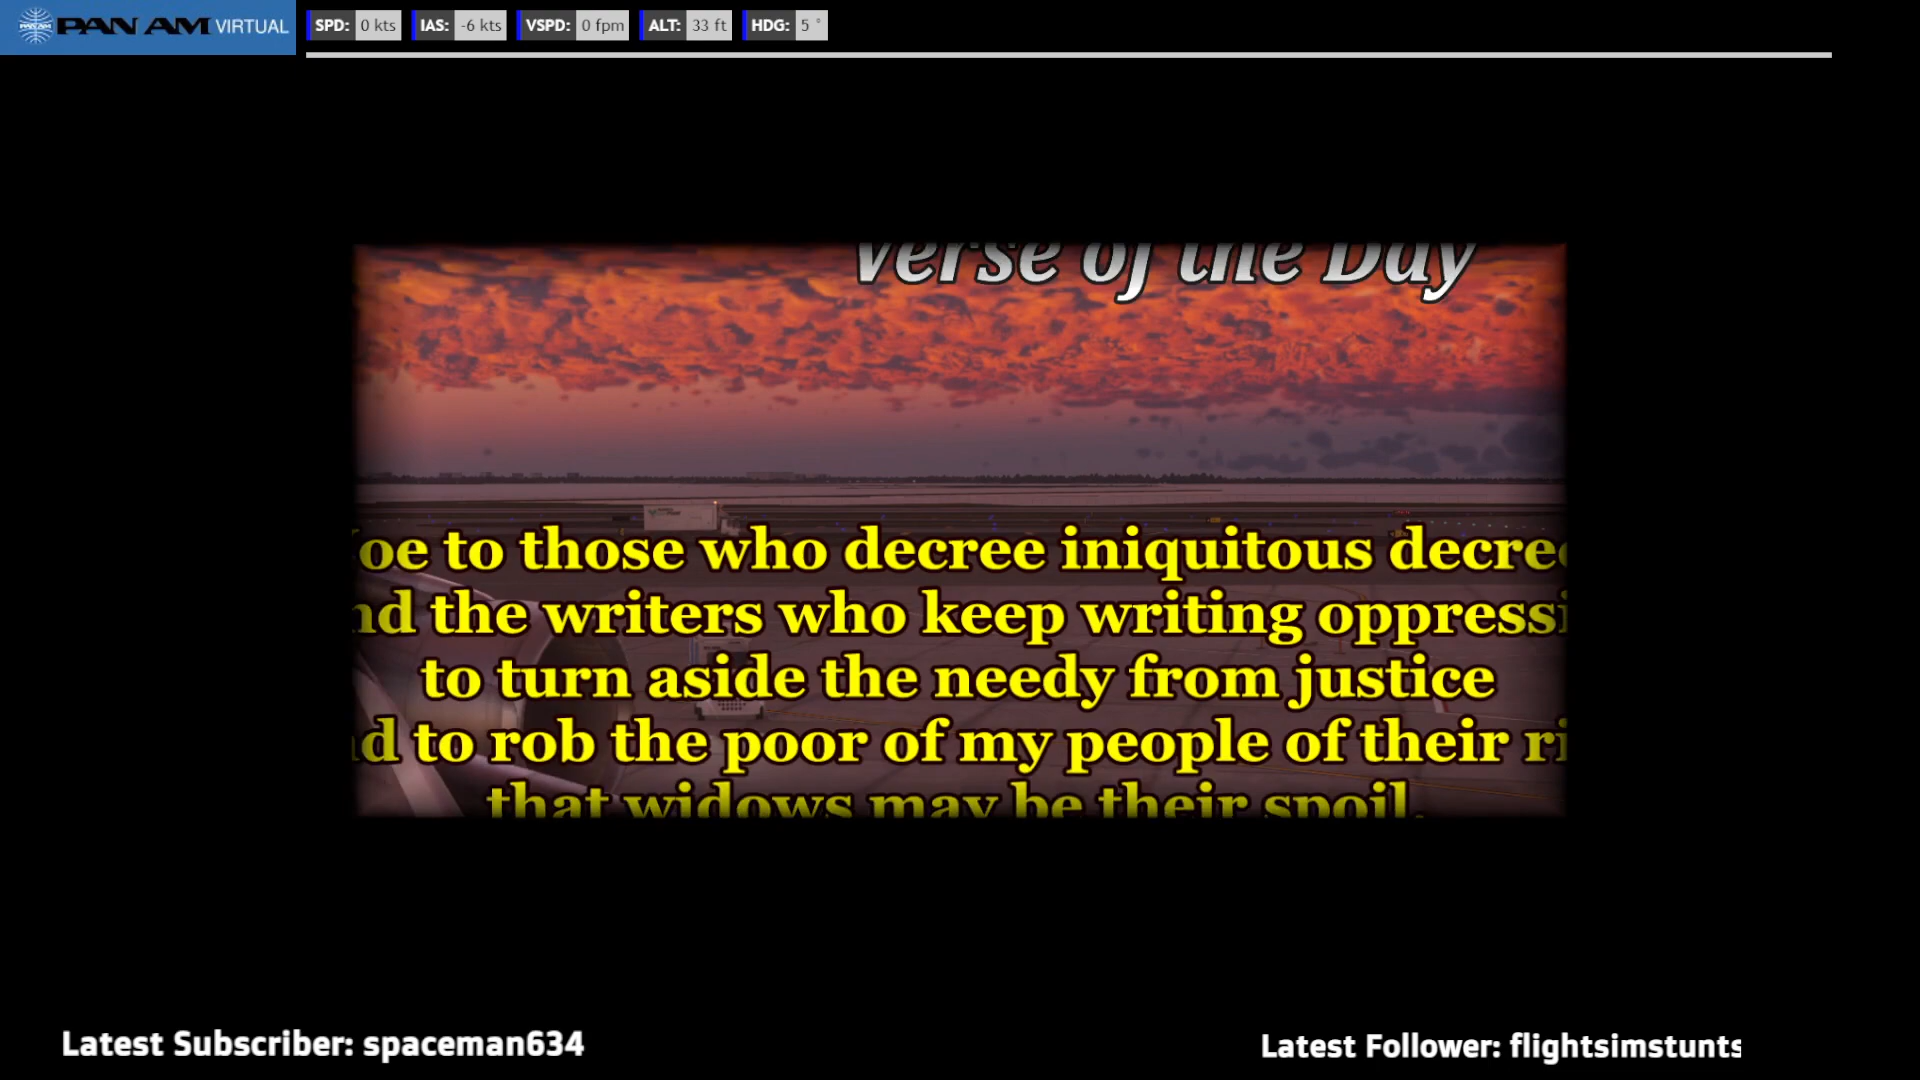 PAN AM VIRTUAL
SPD: 0 kts IAS: -6 kts VSPD: 0 fpm ALT: 33 ft HDG: 5 °
Verse of the Day
oe to those who decree iniquitous decre
nd the writers who keep writing oppressi
to turn aside the needy from justice
d to rob the poor of my people of their ri
that widows may be their spoil,
Latest Subscriber: spaceman634
Latest Follower: flightsimstunts